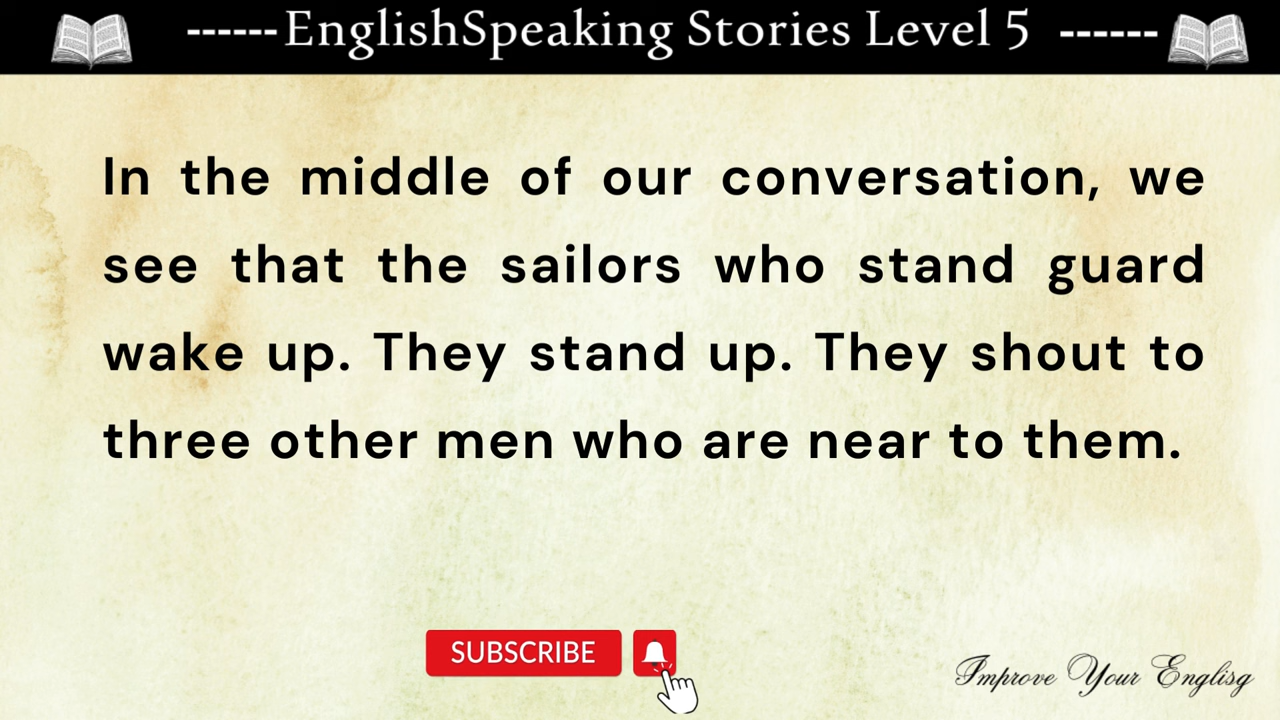 ------EnglishSpeaking Stories Level 5 ------
In the middle of our conversation, we
see that the sailors who stand guard
wake up. They stand up. They shout to
three other men who are near to them.
SUBSCRIBE
Improve Your Englisg